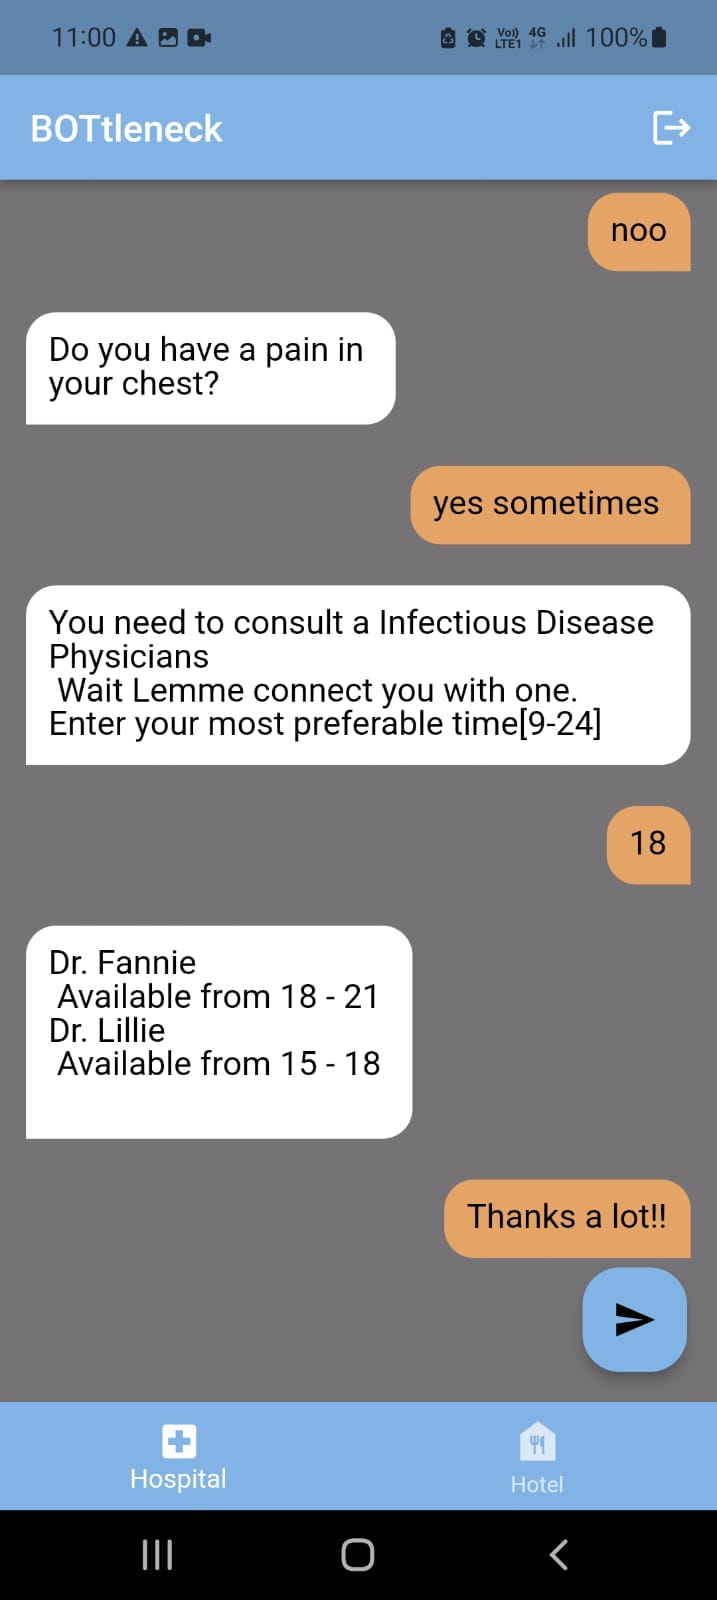 11:00
Vo)) 4G
LTE1
100%
BOTtleneck
noo
Do you have a pain in
your chest?
yes sometimes
You need to consult a Infectious Disease
Physicians
Wait Lemme connect you with one.
Enter your most preferable time[9-24]
18
Dr. Fannie
Available from 18 - 21
Dr. Lillie
Available from 15 - 18
Thanks a lot!!
Hospital
Hotel